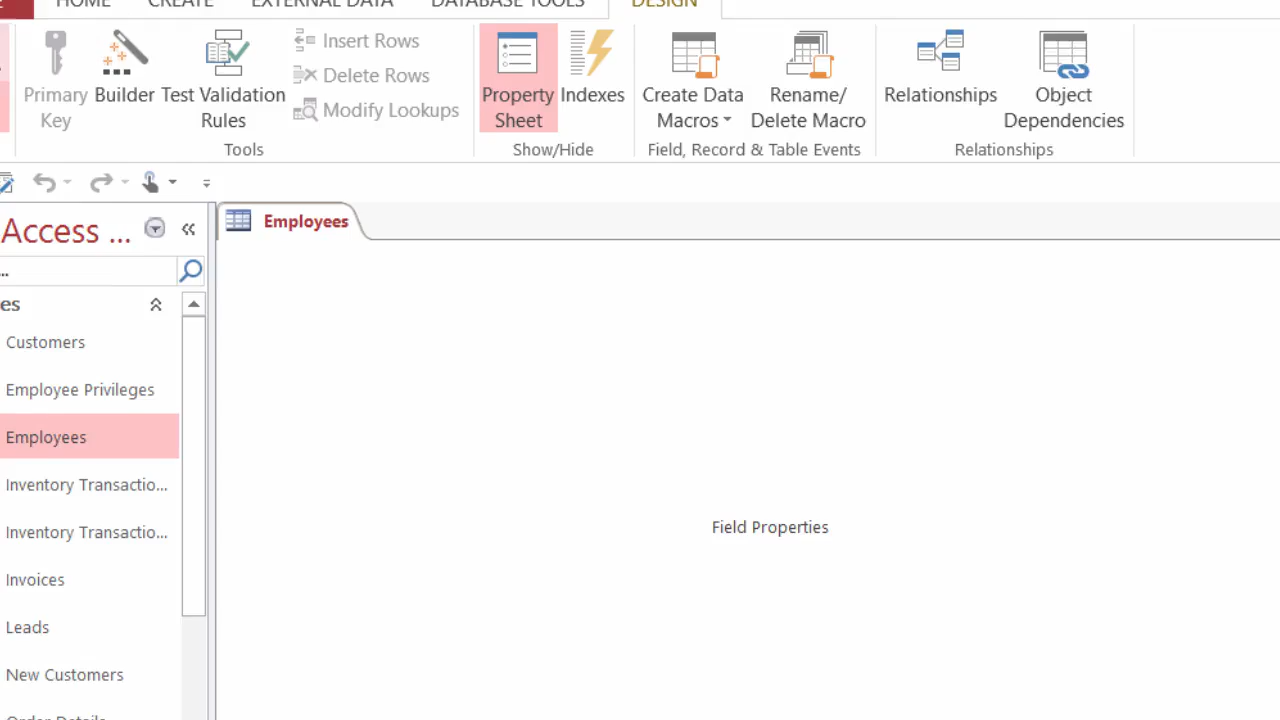 HOME CREATE EXTERNAL DATA DATABASE TOOLS DESIGN
Primary Key
Builder
Test Validation Rules
Insert Rows
Delete Rows
Modify Lookups
Tools
Property Sheet
Indexes
Show/Hide
Create Data Macros
Rename/ Delete Macro
Field, Record & Table Events
Relationships
Object Dependencies
Relationships
Access ...
...
es
Customers
Employee Privileges
Employees
Inventory Transactio...
Inventory Transactio...
Invoices
Leads
New Customers
Order Details
Employees
Field Properties